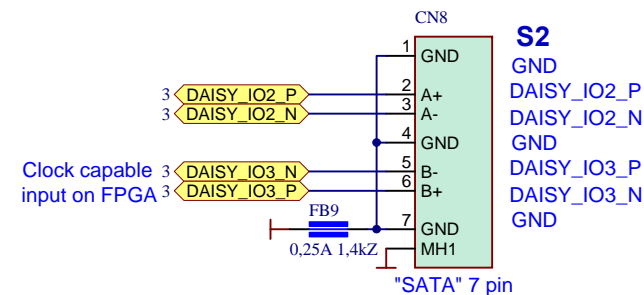 CN8
S2
1 GND GND
3 DAISY_IO2_P 2 A+ DAISY_IO2_P
3 DAISY_IO2_N 3 A- DAISY_IO2_N
4 GND GND
Clock capable 3 DAISY_IO3_N 5 B- DAISY_IO3_P
input on FPGA 3 DAISY_IO3_P 6 B+ DAISY_IO3_N
FB9 7 GND GND
0,25A 1,4kZ MH1
"SATA" 7 pin